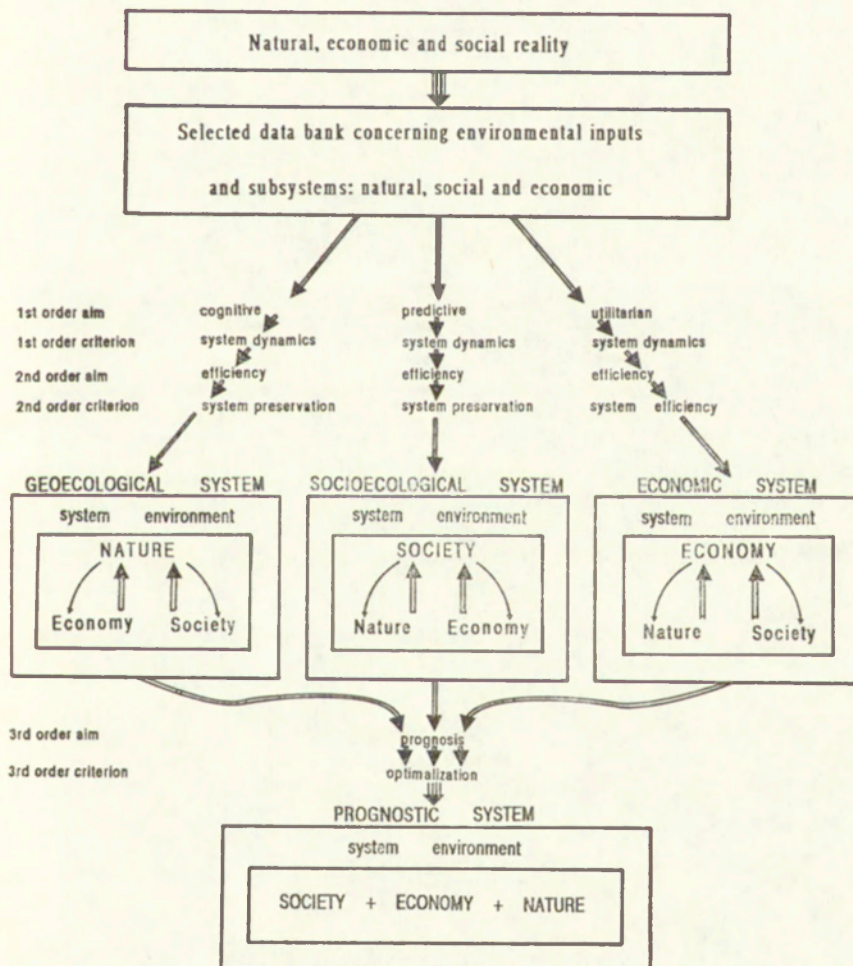 Natural, economic and social reality
Selected data bank concerning environmental inputs
and subsystems: natural, social and economic
1st order aim cognitive predictive utilitarian
1st order criterion system dynamics system dynamics system dynamics
2nd order aim efficiency efficiency efficiency
2nd order criterion system preservation system preservation system efficiency
GEOECOLOGICAL SYSTEM SOCIOECOLOGICAL SYSTEM ECONOMIC SYSTEM
system environment system environment system environment
NATURE SOCIETY ECONOMY
Economy Society Nature Economy Nature Society
3rd order aim prognosis
3rd order criterion optimalization
PROGNOSTIC SYSTEM
system environment
SOCIETY + ECONOMY + NATURE